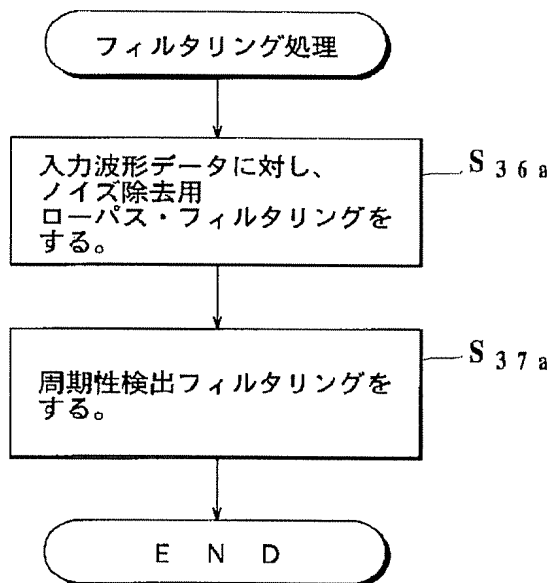 フィルタリング処理
入力波形データに対し、
ノイズ除去用
ローパス・フィルタリングを
する。
S36a
周期性検出フィルタリングを
する。
S37a
END